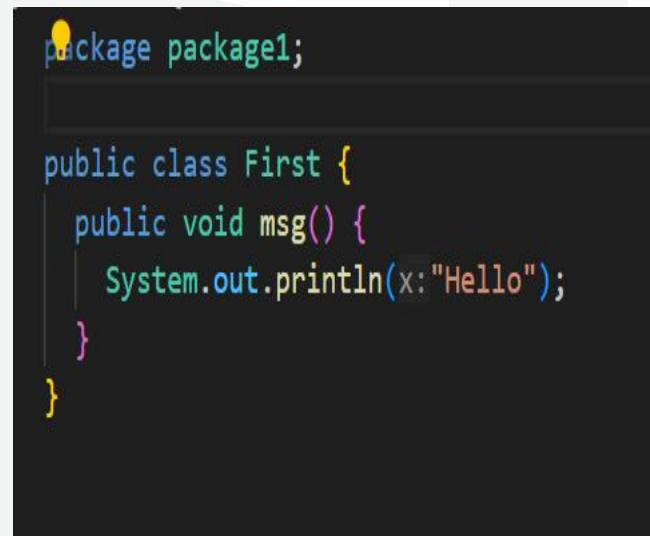 package package1;
public class First {
public void msg() {
System.out.println(x:"Hello");
}
}